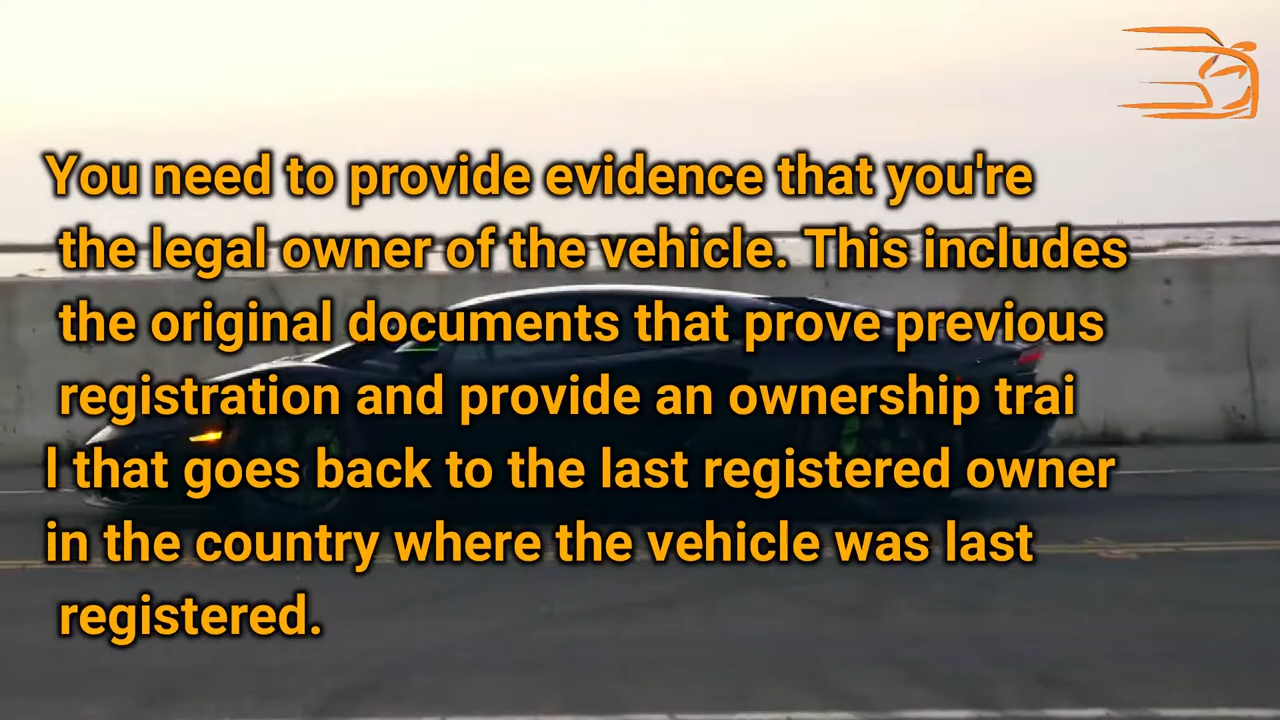 You need to provide evidence that you're
the legal owner of the vehicle. This includes
the original documents that prove previous
registration and provide an ownership trai
l that goes back to the last registered owner
in the country where the vehicle was last
registered.